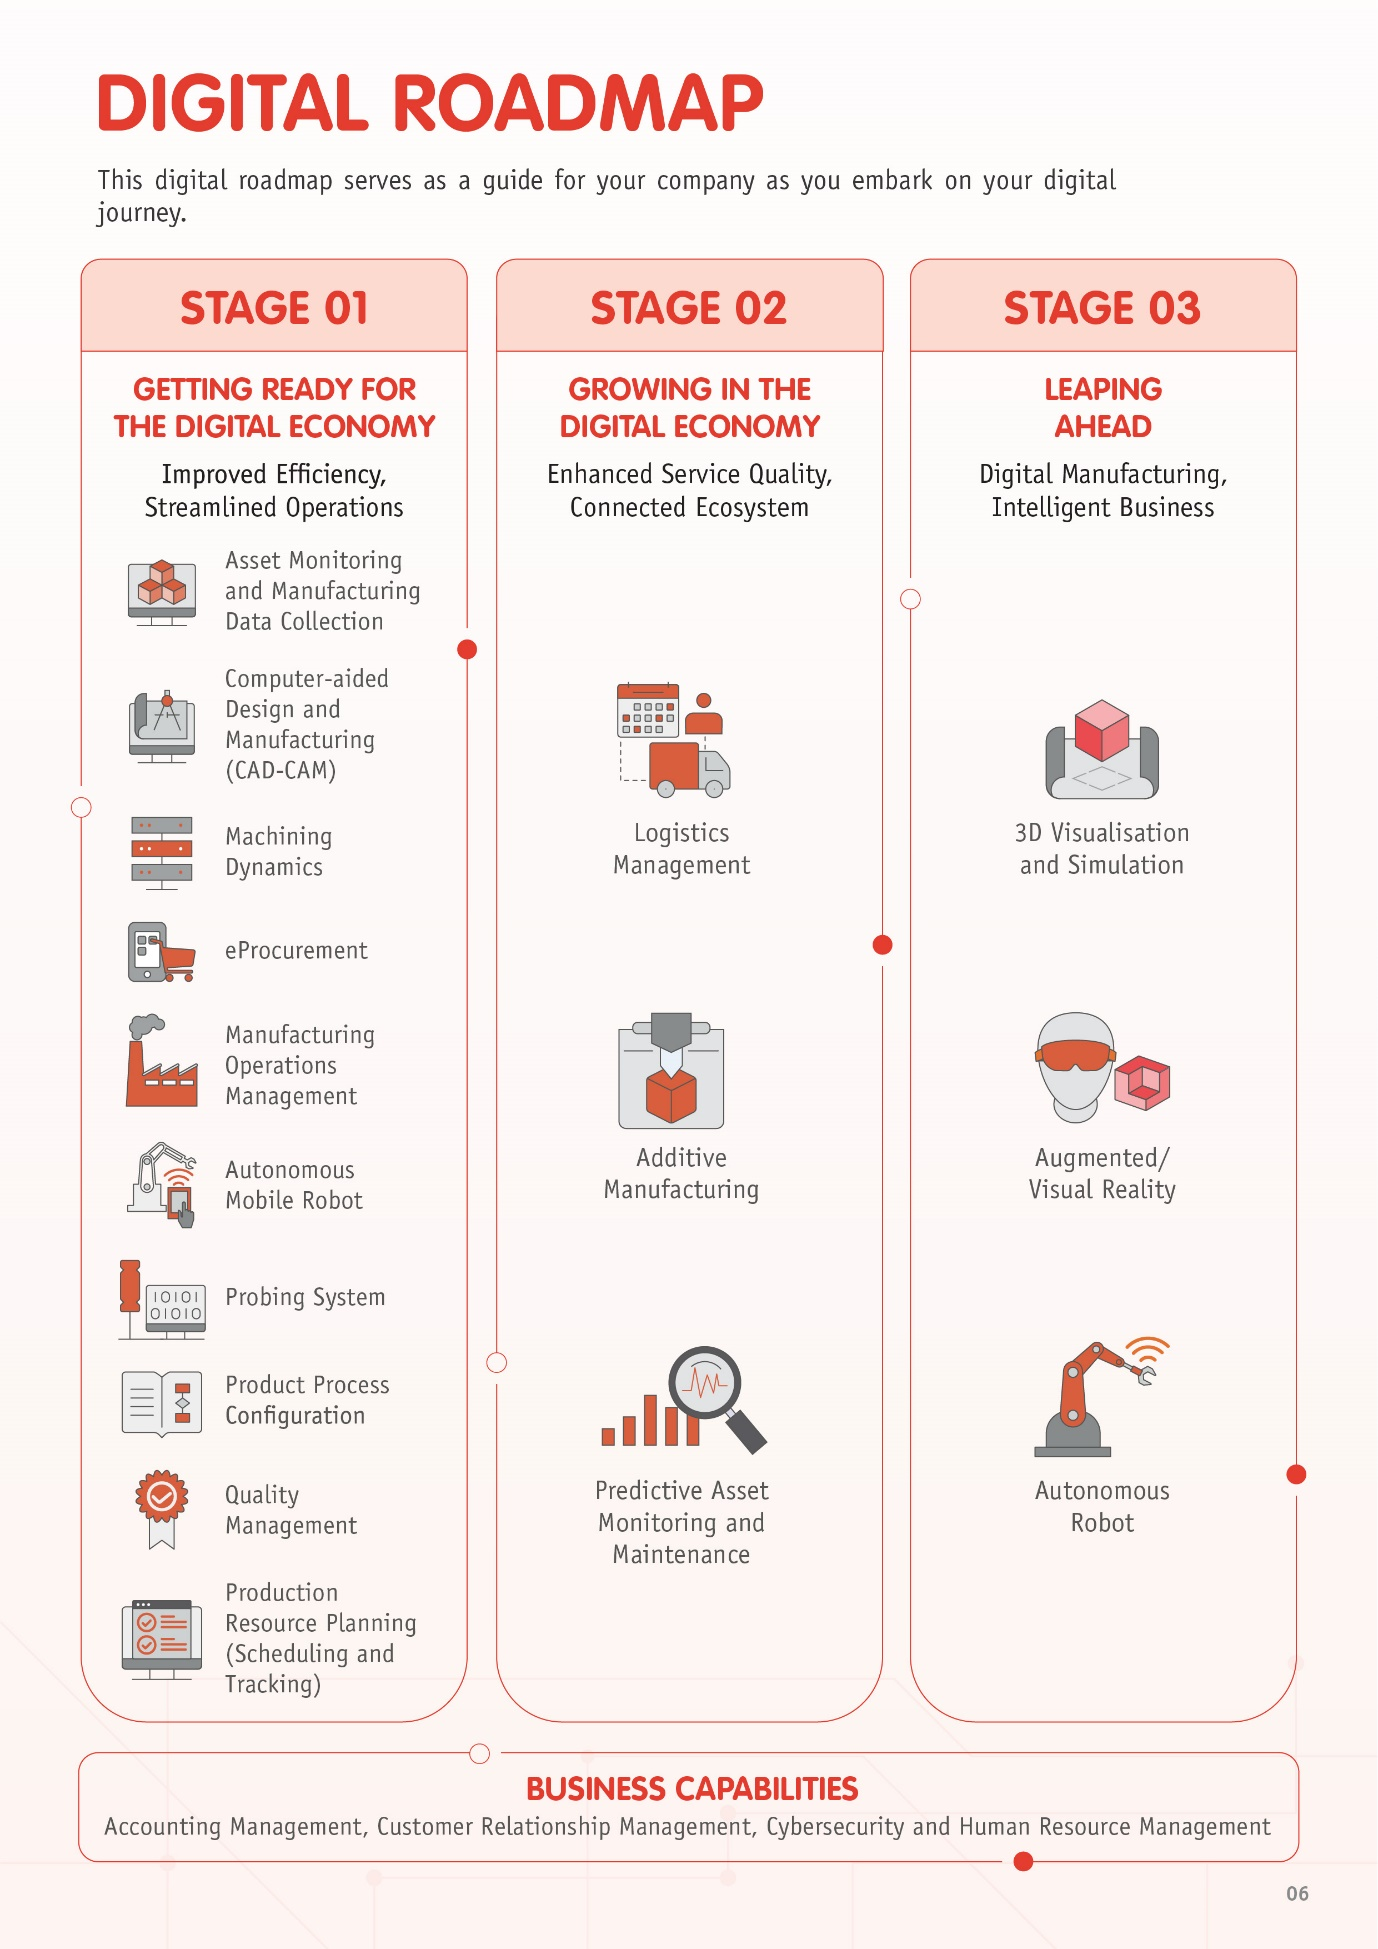 DIGITAL ROADMAP
This digital roadmap serves as a guide for your company as you embark on your digital
journey.
STAGE 01
GETTING READY FOR
THE DIGITAL ECONOMY
Improved Efficiency,
Streamlined Operations
Asset Monitoring
and Manufacturing
Data Collection
Computer-aided
Design and
Manufacturing
(CAD-CAM)
Machining
Dynamics
eProcurement
Manufacturing
Operations
Management
Autonomous
Mobile Robot
IOIOI
OIOIO
Probing System
Product Process
Configuration
Quality
Management
Production
Resource Planning
(Scheduling and
Tracking)
STAGE 02
GROWING IN THE
DIGITAL ECONOMY
Enhanced Service Quality,
Connected Ecosystem
Logistics
Management
Additive
Manufacturing
Predictive Asset
Monitoring and
Maintenance
STAGE 03
LEAPING
AHEAD
Digital Manufacturing,
Intelligent Business
3D Visualisation
and Simulation
Augmented/
Visual Reality
Autonomous
Robot
BUSINESS CAPABILITIES
Accounting Management, Customer Relationship Management, Cybersecurity and Human Resource Management
06